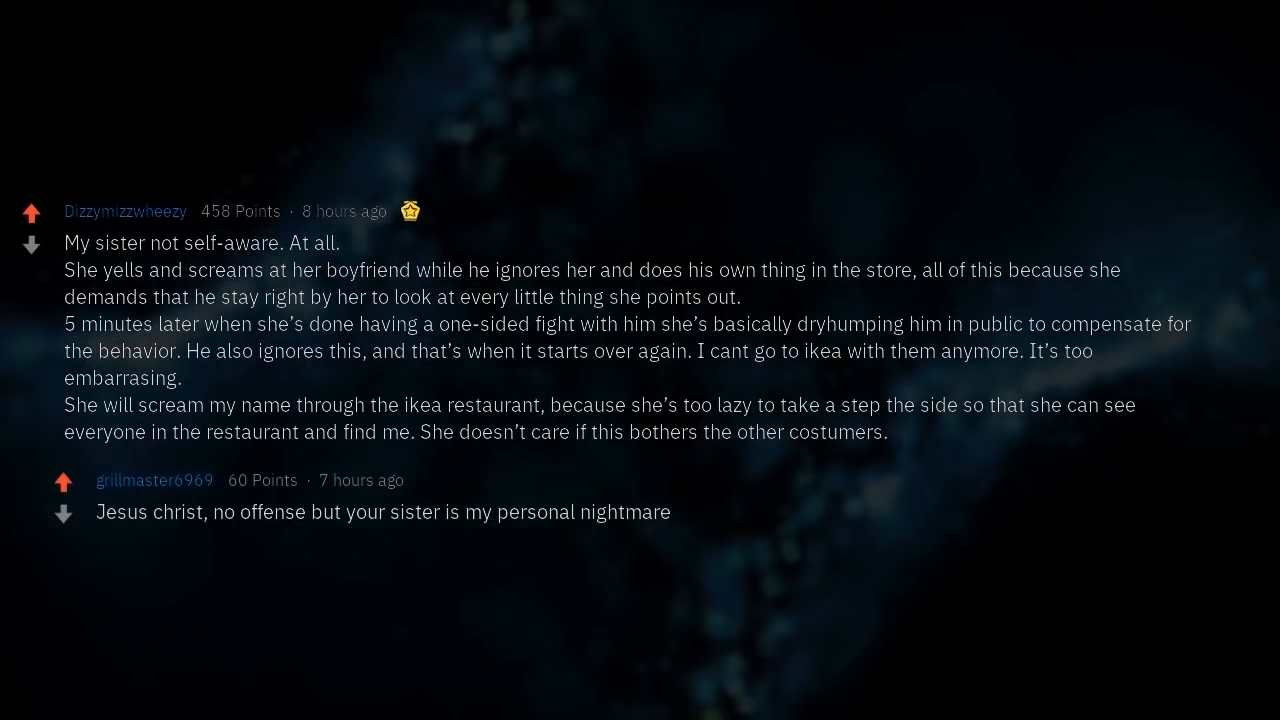 Dizzymizzwheezy 458 Points · 8 hours ago
My sister not self-aware. At all.
She yells and screams at her boyfriend while he ignores her and does his own thing in the store, all of this because she
demands that he stay right by her to look at every little thing she points out.
5 minutes later when she’s done having a one-sided fight with him she’s basically dryhumping him in public to compensate for
the behavior. He also ignores this, and that’s when it starts over again. I cant go to ikea with them anymore. It’s too
embarrasing.
She will scream my name through the ikea restaurant, because she’s too lazy to take a step the side so that she can see
everyone in the restaurant and find me. She doesn’t care if this bothers the other costumers.
grillmaster6969 60 Points · 7 hours ago
Jesus christ, no offense but your sister is my personal nightmare